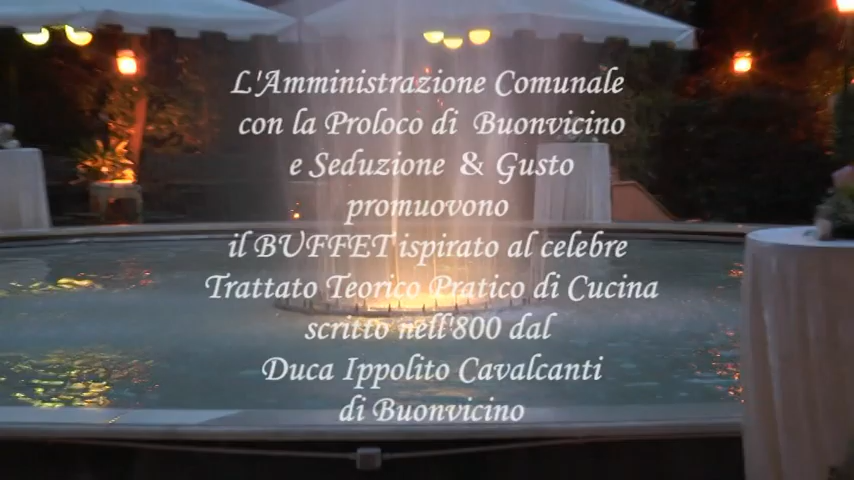 L'Amministrazione Comunale
con la Proloco di Buonvicino
e Seduzione & Gusto
promuovono
il BUFFET ispirato al celebre
Trattato Teorico Pratico di Cucina
scritto nell'800 dal
Duca Ippolito Cavalcanti
di Buonvicino